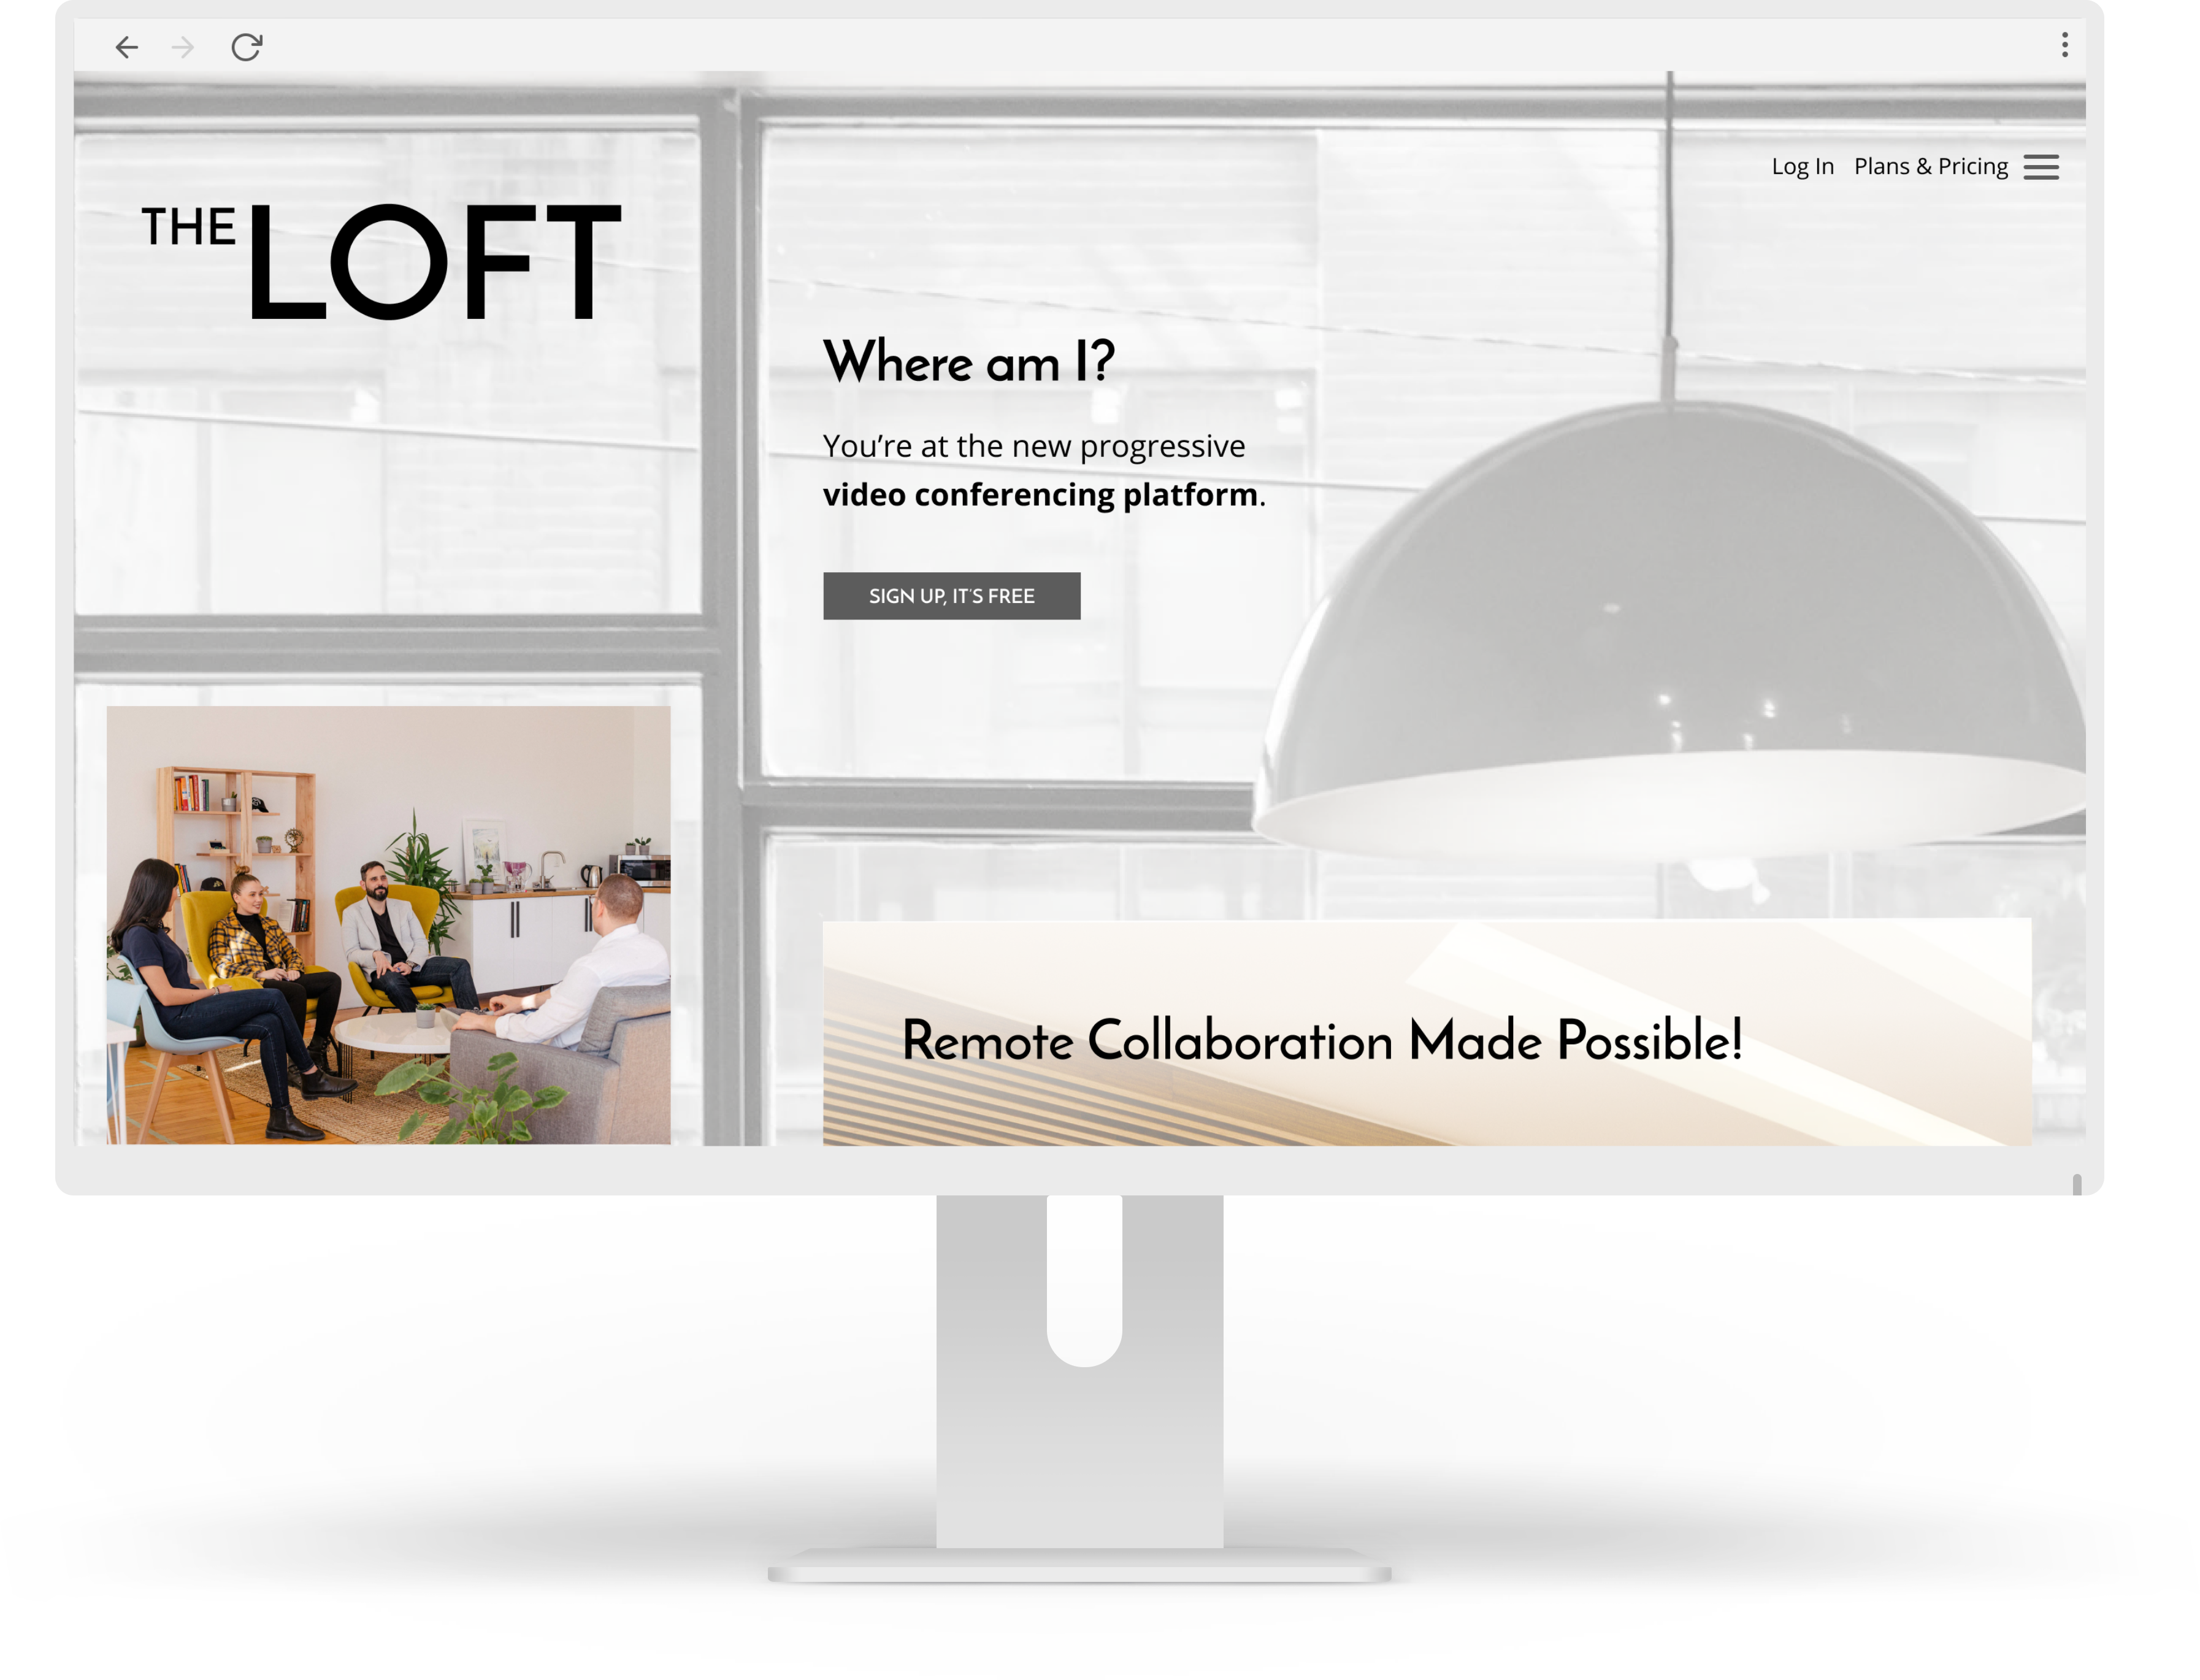 Log In Plans & Pricing
THE LOFT
Where am I?
You’re at the new progressive
video conferencing platform.
SIGN UP, IT'S FREE
Remote Collaboration Made Possible!